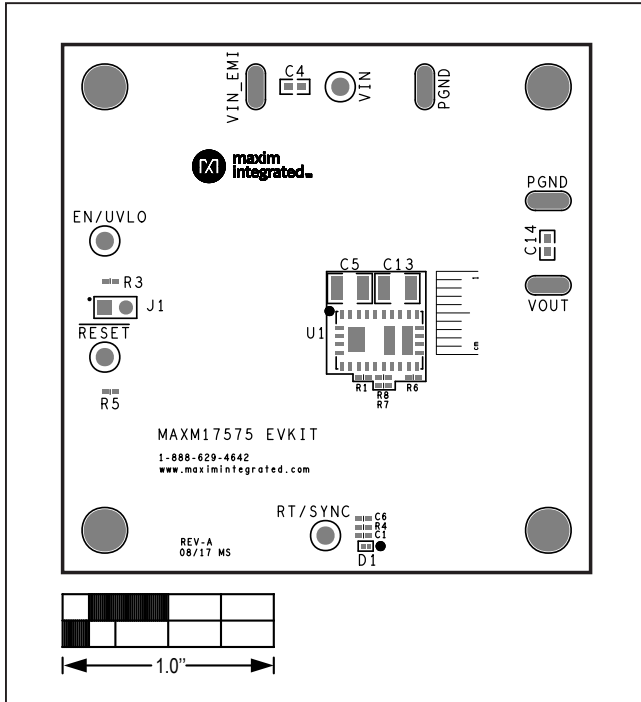 VIN_EMI
C4
VIN
PGND
maxim
integrated™
PGND
EN/UVLO
C14
R3
C5 C13
J1
VOUT
RESET
U1
1
cm
R1 R8 R6
R7
R5
MAXM17575 EVKIT
1-888-629-4642
www.maximintegrated.com
RT/SYNC
C6
R4
C1
REV-A
08/17 MS
D1
1.0”